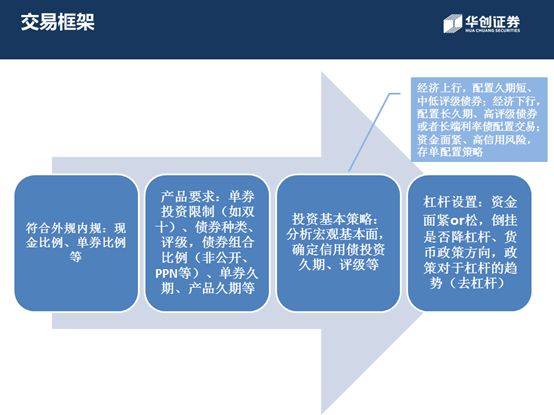 交易框架
华创证券
HUA CHUANG SECURITIES
经济上行，配置久期短、
中低评级债券；经济下行，
配置长久期、高评级债券
或者长端利率债配置交易；
资金面紧、高信用风险，
存单配置策略
符合外规内规：现
金比例、单券比例
等
产品要求：单券
投资限制（如双
十）、债券种类、
评级，债券组合
比例（非公开、
PPN等）、单券久
期、产品久期等
投资基本策略：
分析宏观基本面，
确定信用债投资
久期、评级等
杠杆设置：资金
面紧or松，倒挂
是否降杠杆、货
币政策方向，政
策对于杠杆的趋
势（去杠杆）